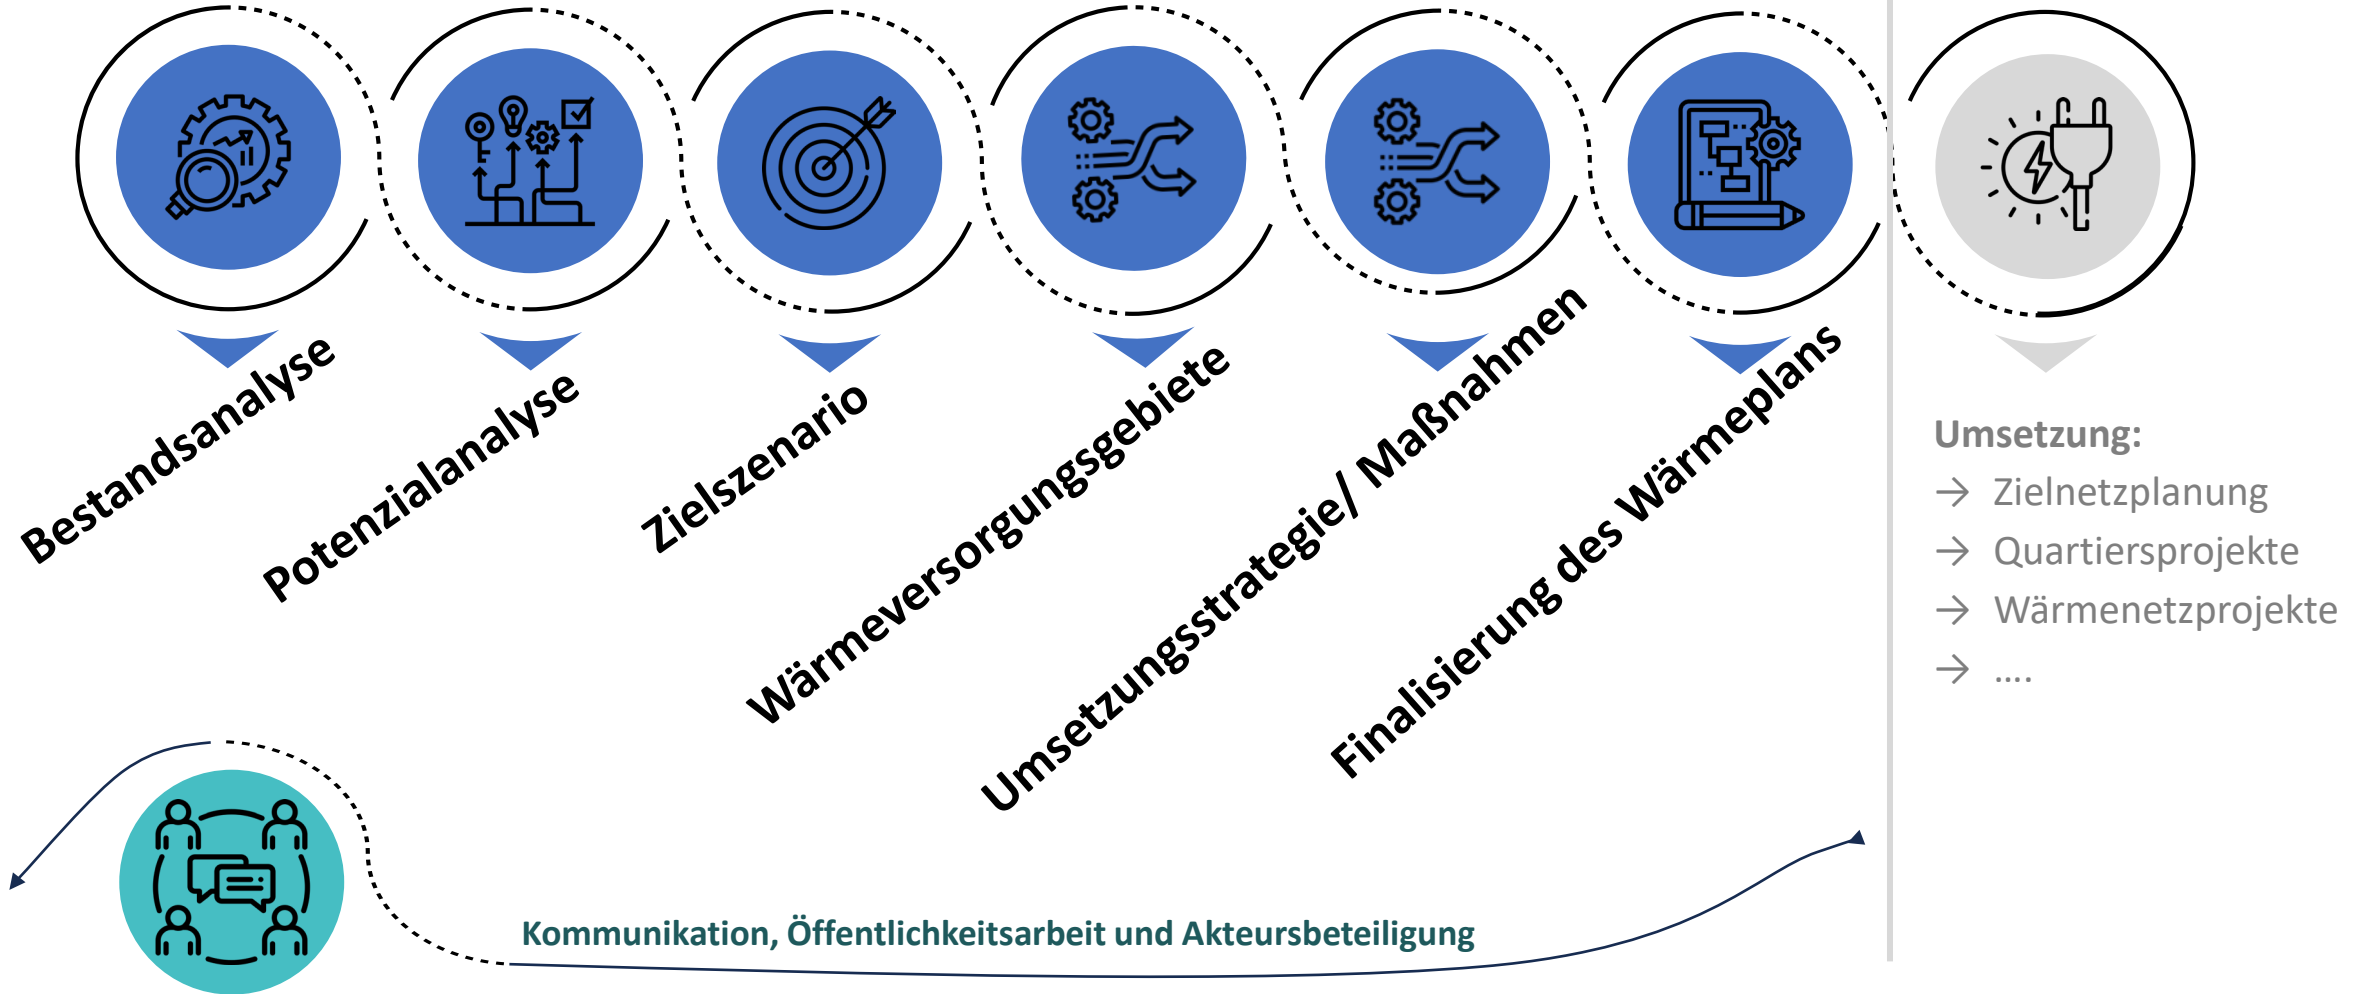 Bestandsanalyse
Potenzialanalyse
Zielszenario
Wärmeversorgungsgebiete
Umsetzungsstrategie/ Maßnahmen
Finalisierung des Wärmeplans
Umsetzung:
→ Zielnetzplanung
→ Quartiersprojekte
→ Wärmenetzprojekte
→ ....
Kommunikation, Öffentlichkeitsarbeit und Akteursbeteiligung